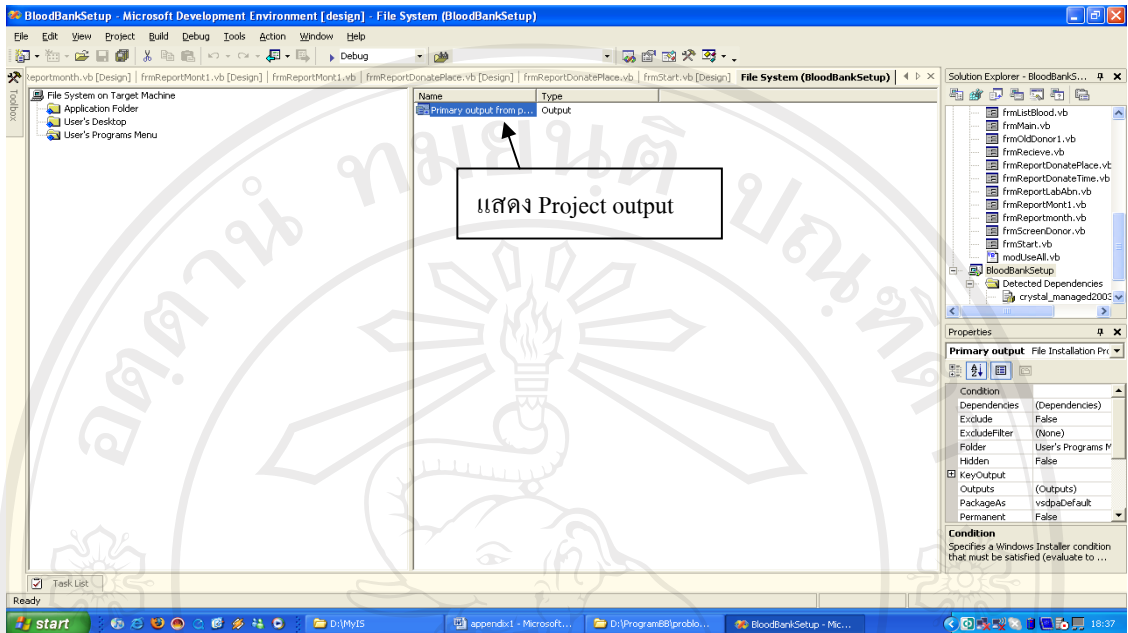 BloodBankSetup - Microsoft Development Environment [design] - File System (BloodBankSetup)
File Edit View Project Build Debug Tools Action Window Help
Debug
Reportmonth.vb [Design] frmReportMont1.vb [Design] frmReportMont1.vb frmReportDonatePlace.vb [Design] frmReportDonatePlace.vb frmStart.vb [Design] File System (BloodBankSetup)
Toolbox
File System on Target Machine
Application Folder
User's Desktop
User's Programs Menu
Name Type
Primary output from p... Output
แสดง Project output
Solution Explorer - BloodBankS...
frmListBlood.vb
frmMain.vb
frmOldDonor1.vb
frmRecieve.vb
frmReportDonatePlace.vb
frmReportDonateTime.vb
frmReportLabAbn.vb
frmReportMont1.vb
frmReportmonth.vb
frmScreenDonor.vb
frmStart.vb
modUseAll.vb
BloodBankSetup
Detected Dependencies
crystal_managed2003
Properties
Primary output File Installation Pro
Condition
Dependencies (Dependencies)
Exclude False
ExcludeFilter (None)
Folder User's Programs M
Hidden False
KeyOutput
Outputs (Outputs)
PackageAs vsdpaDefault
Permanent False
Condition
Specifies a Windows Installer condition
that must be satisfied (evaluate to ...
Task List
Ready
start D:\MyIS appendix1 - Microsoft... D:\ProgramBB\problo... BloodBankSetup - Mic... 18:37
ลิขสิทธิ์